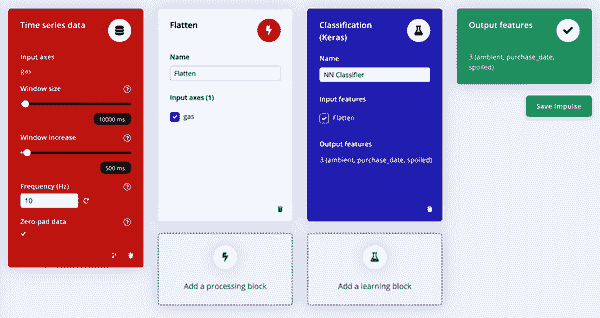 Time series data
Input axes
gas
Window size
10000 ms
Window increase
500 ms
Frequency (Hz)
10
Zero-pad data
Flatten
Name
Flatten
Input axes (1)
gas
Classification
(Keras)
Name
NN Classifier
Input features
Flatten
Output features
3 (ambient, purchase_date, spoiled)
Output features
3 (ambient, purchase_date,
spoiled)
Save Impulse
Add a processing block
Add a learning block